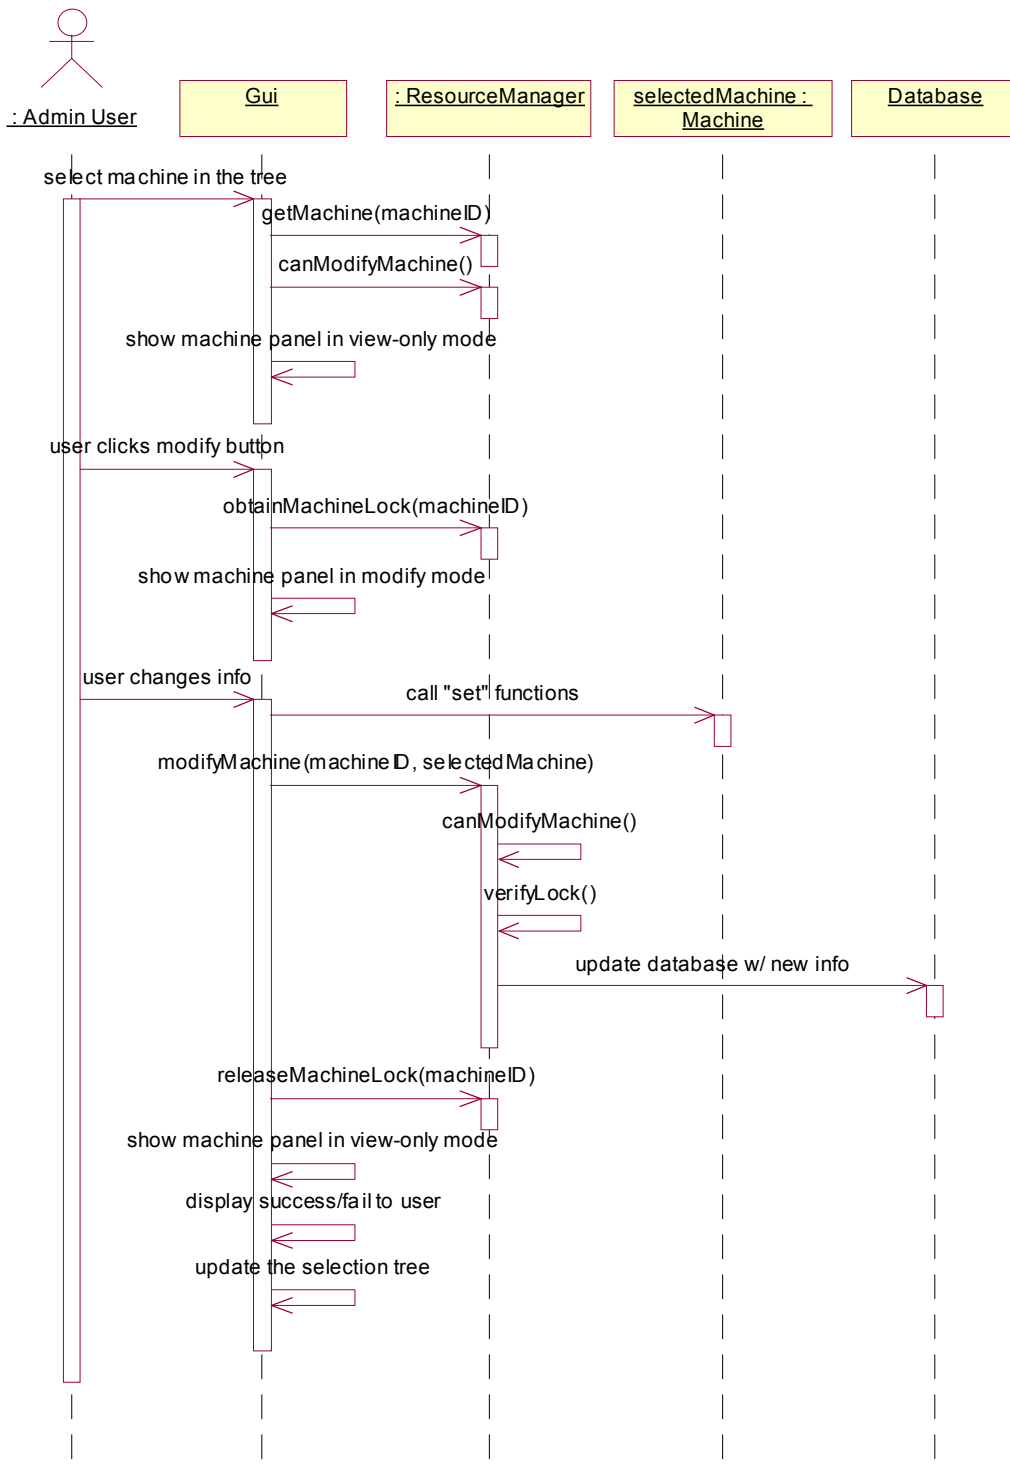 : Admin User
Gui
: ResourceManager
selectedMachine :
Machine
Database
select machine in the tree
getMachine(machineID)
canModifyMachine()
show machine panel in view-only mode
user clicks modify button
obtainMachineLock(machineID)
show machine panel in modify mode
user changes info
call "set" functions
modifyMachine(machineID, selectedMachine)
canModifyMachine()
verifyLock()
update database w/ new info
releaseMachineLock(machineID)
show machine panel in view-only mode
display success/fail to user
update the selection tree